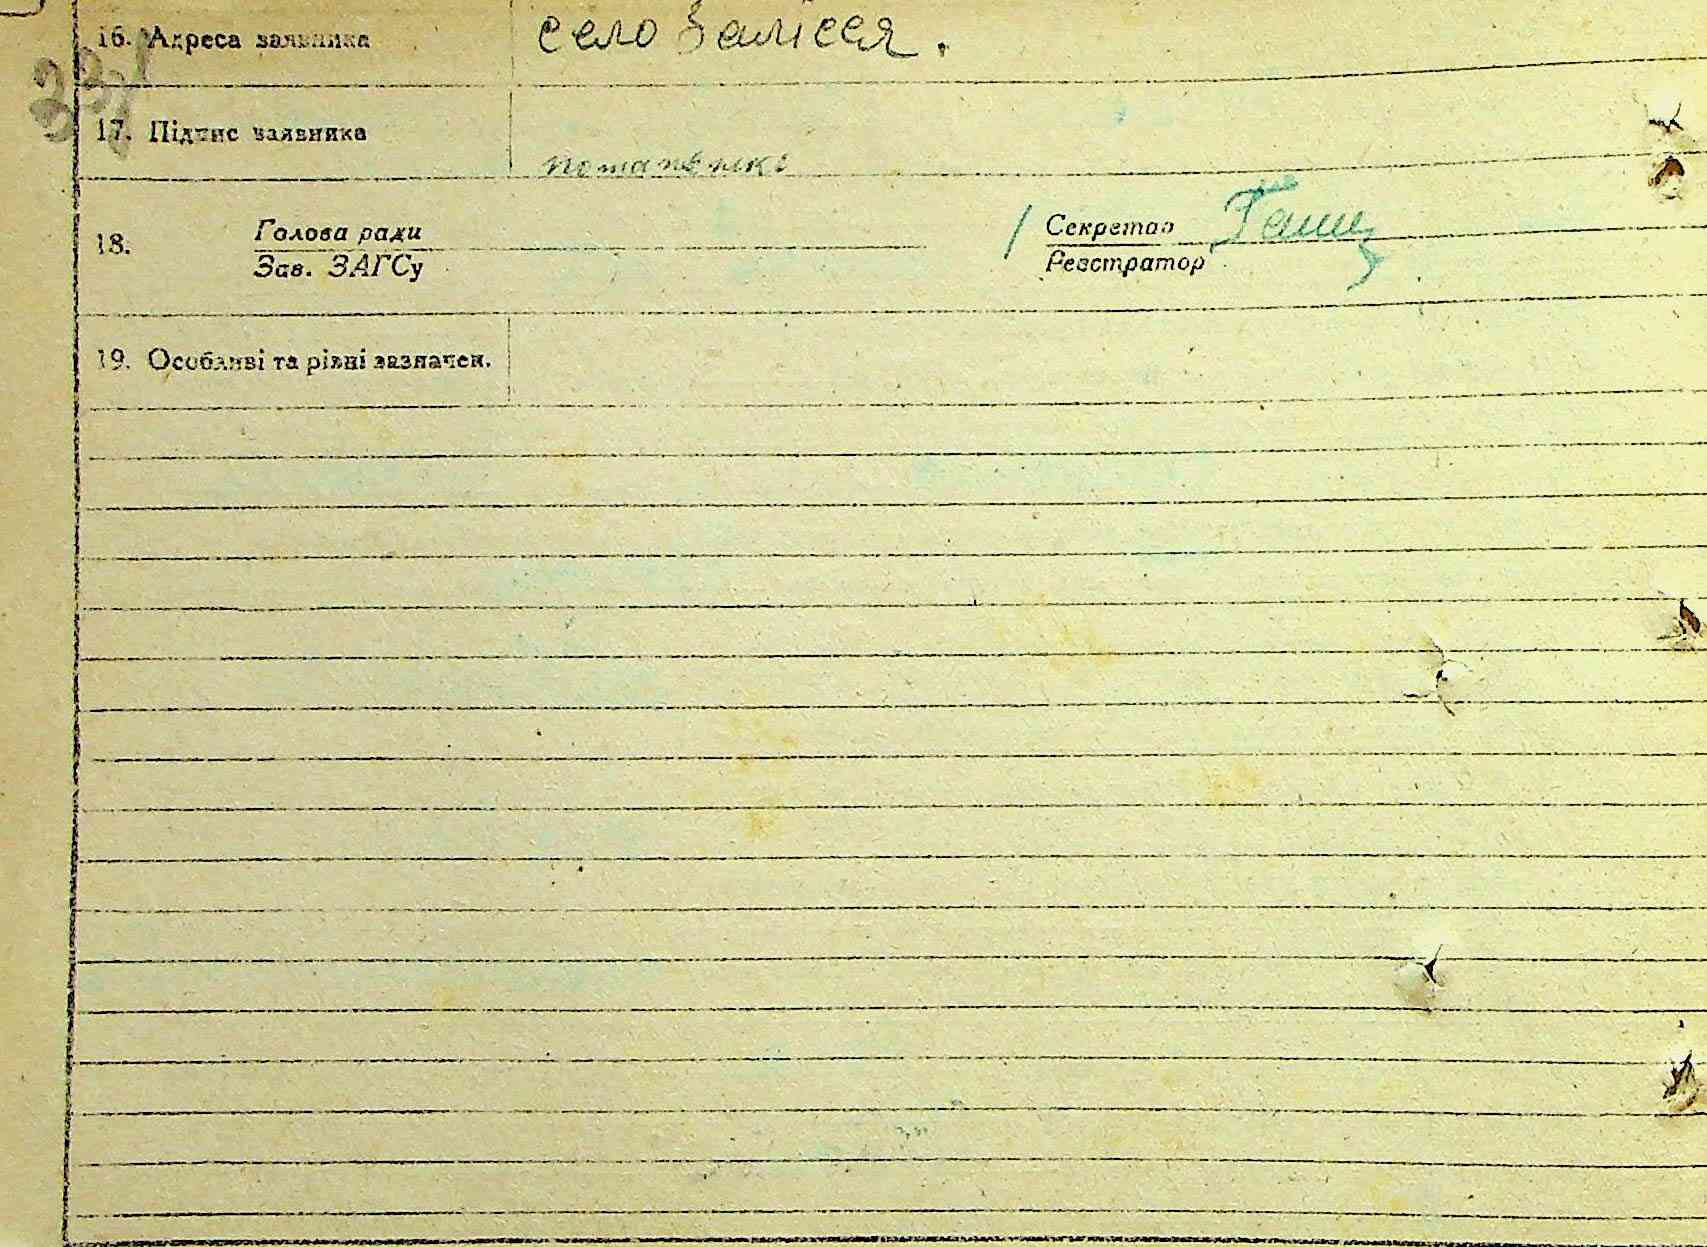 16. Адреса заявника село Залісся.
17. Підпис заявника
18. Голова ради Секретар
Зав. ЗАГСу Реєстратор
19. Особливі та різні зазначен.